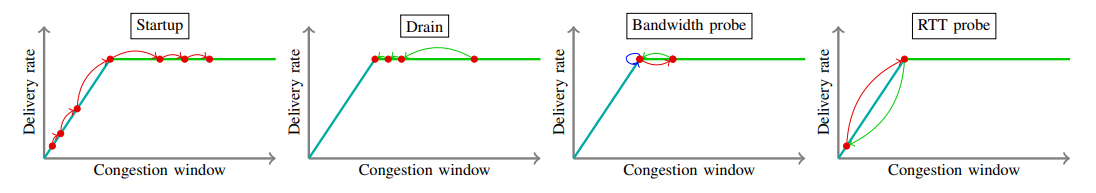 Startup
Delivery rate
Congestion window
Drain
Delivery rate
Congestion window
Bandwidth probe
Delivery rate
Congestion window
RTT probe
Delivery rate
Congestion window